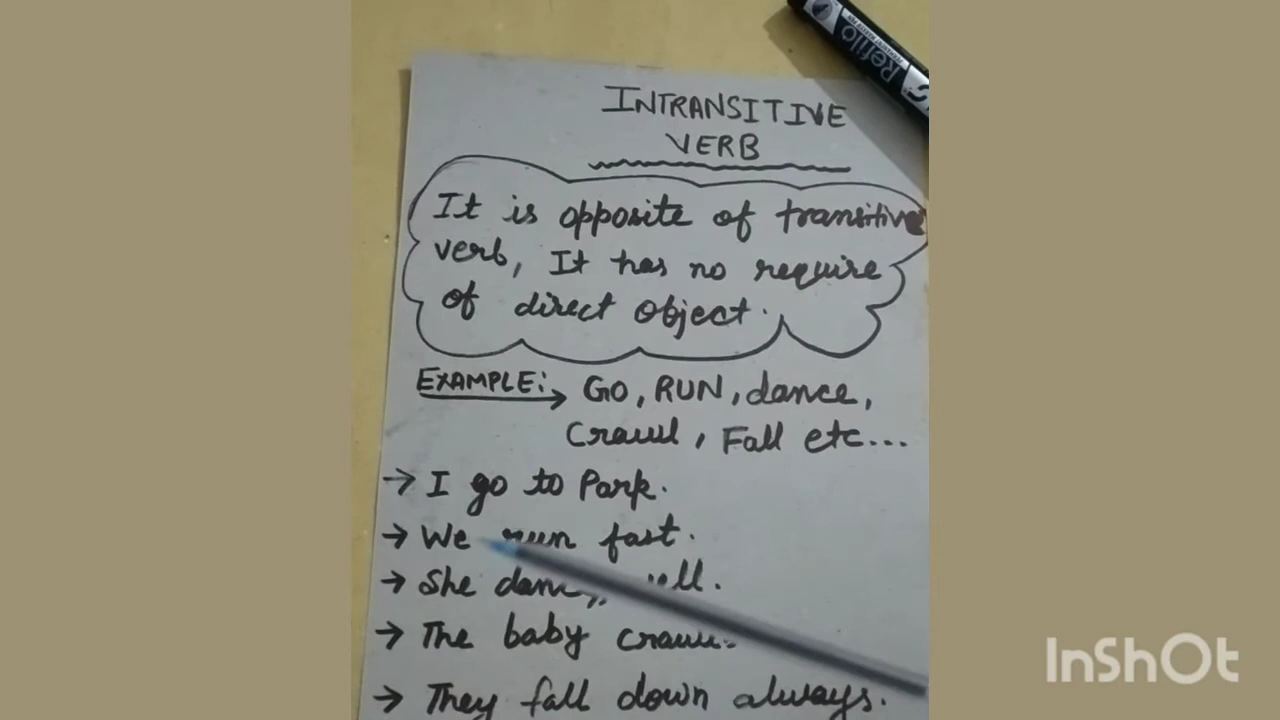 Refilo
INTRANSITIVE
VERB
It is opposite of transitive
verb, It has no require
of direct object.
EXAMPLE: → GO, RUN, dance,
Crawl, Fall etc...
→ I go to Park.
→ We run fast.
→ She
→ The baby
→ They fall down always.
InShOt